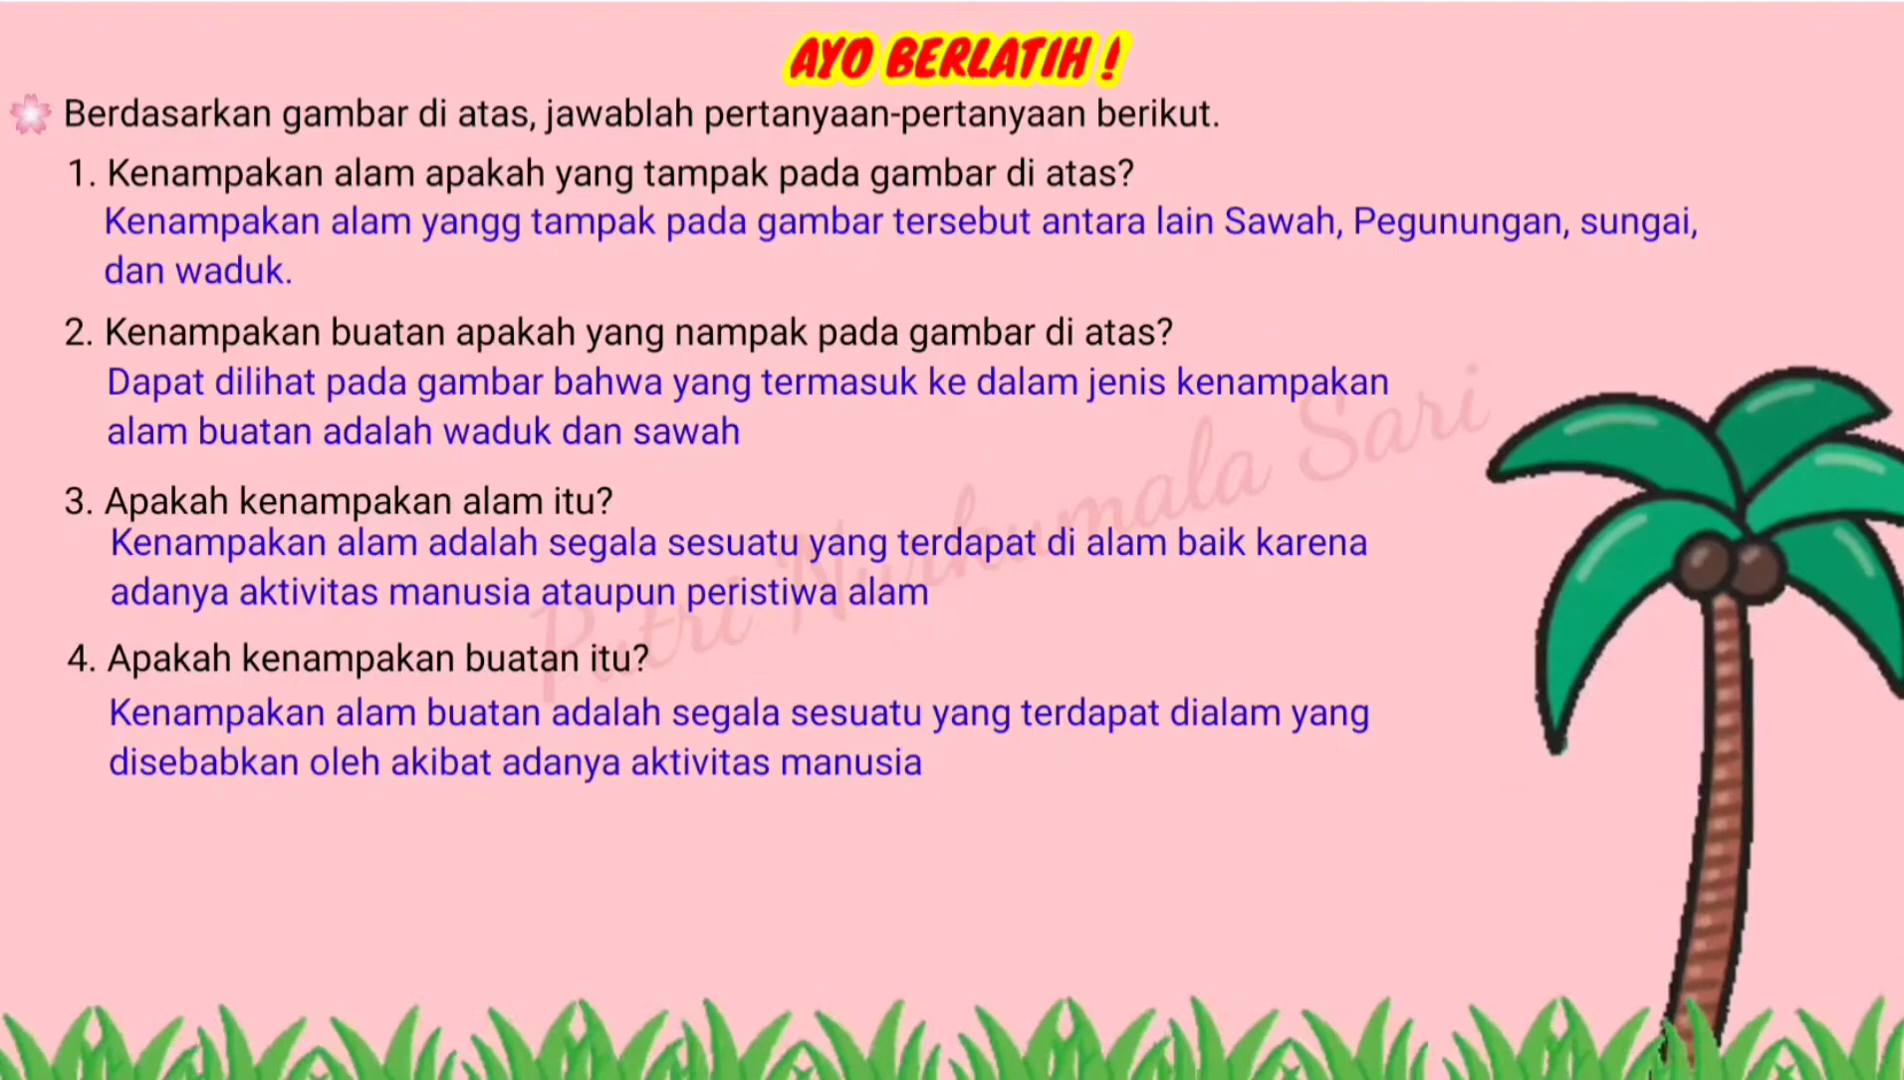 AYO BERLATIH !
Berdasarkan gambar di atas, jawablah pertanyaan-pertanyaan berikut.
1. Kenampakan alam apakah yang tampak pada gambar di atas?
Kenampakan alam yangg tampak pada gambar tersebut antara lain Sawah, Pegunungan, sungai,
dan waduk.
2. Kenampakan buatan apakah yang nampak pada gambar di atas?
Dapat dilihat pada gambar bahwa yang termasuk ke dalam jenis kenampakan
alam buatan adalah waduk dan sawah
3. Apakah kenampakan alam itu?
Kenampakan alam adalah segala sesuatu yang terdapat di alam baik karena
adanya aktivitas manusia ataupun peristiwa alam
4. Apakah kenampakan buatan itu?
Kenampakan alam buatan adalah segala sesuatu yang terdapat dialam yang
disebabkan oleh akibat adanya aktivitas manusia
Putri Nurhumala Sari